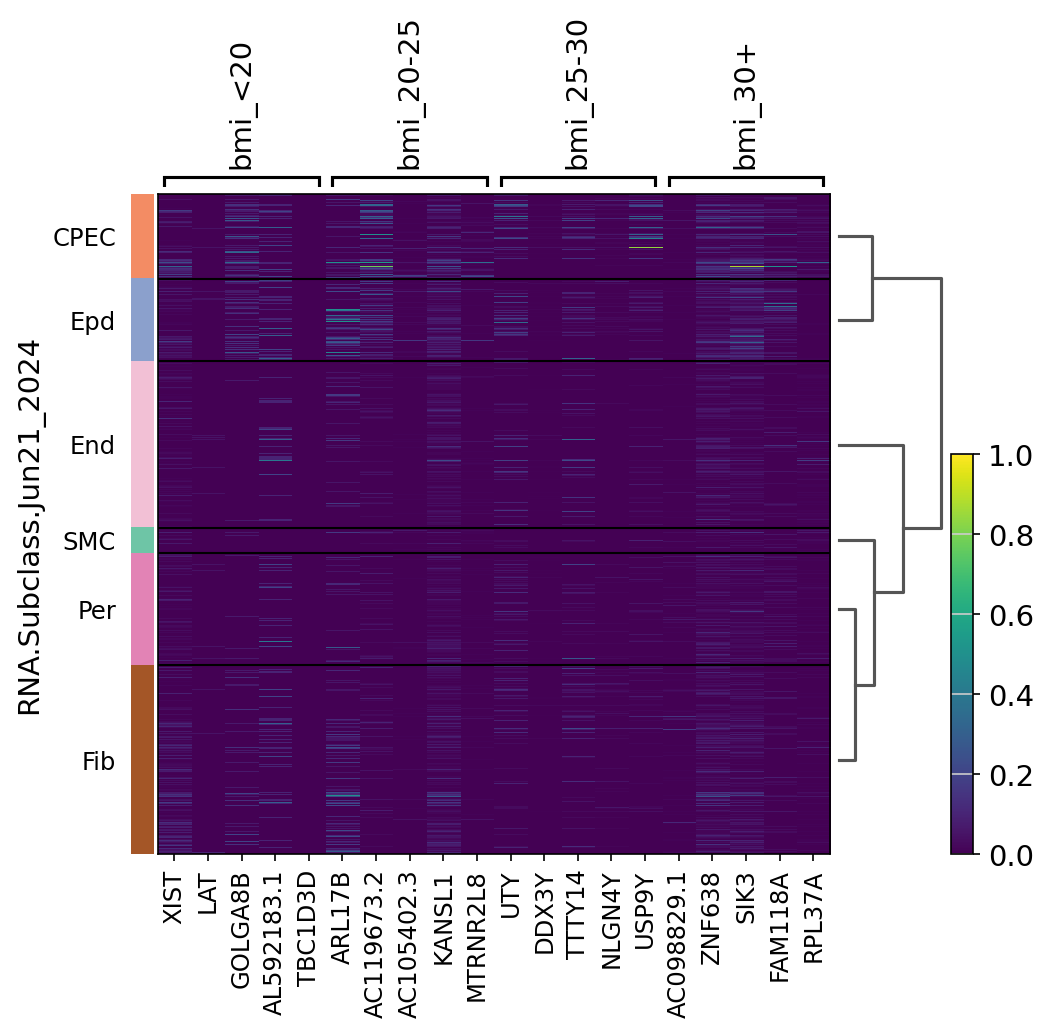 bmi_<20
bmi_20-25
bmi_25-30
bmi_30+
RNA.Subclass.Jun21_2024
CPEC
Epd
End
SMC
Per
Fib
1.0
0.8
0.6
0.4
0.2
0.0
XIST
LAT
GOLGA8B
AL592183.1
TBC1D3D
ARL17B
AC119673.2
AC105402.3
KANSL1
MTRNR2L8
UTY
DDX3Y
TTTY14
NLGN4Y
USP9Y
AC098829.1
ZNF638
SIK3
FAM118A
RPL37A